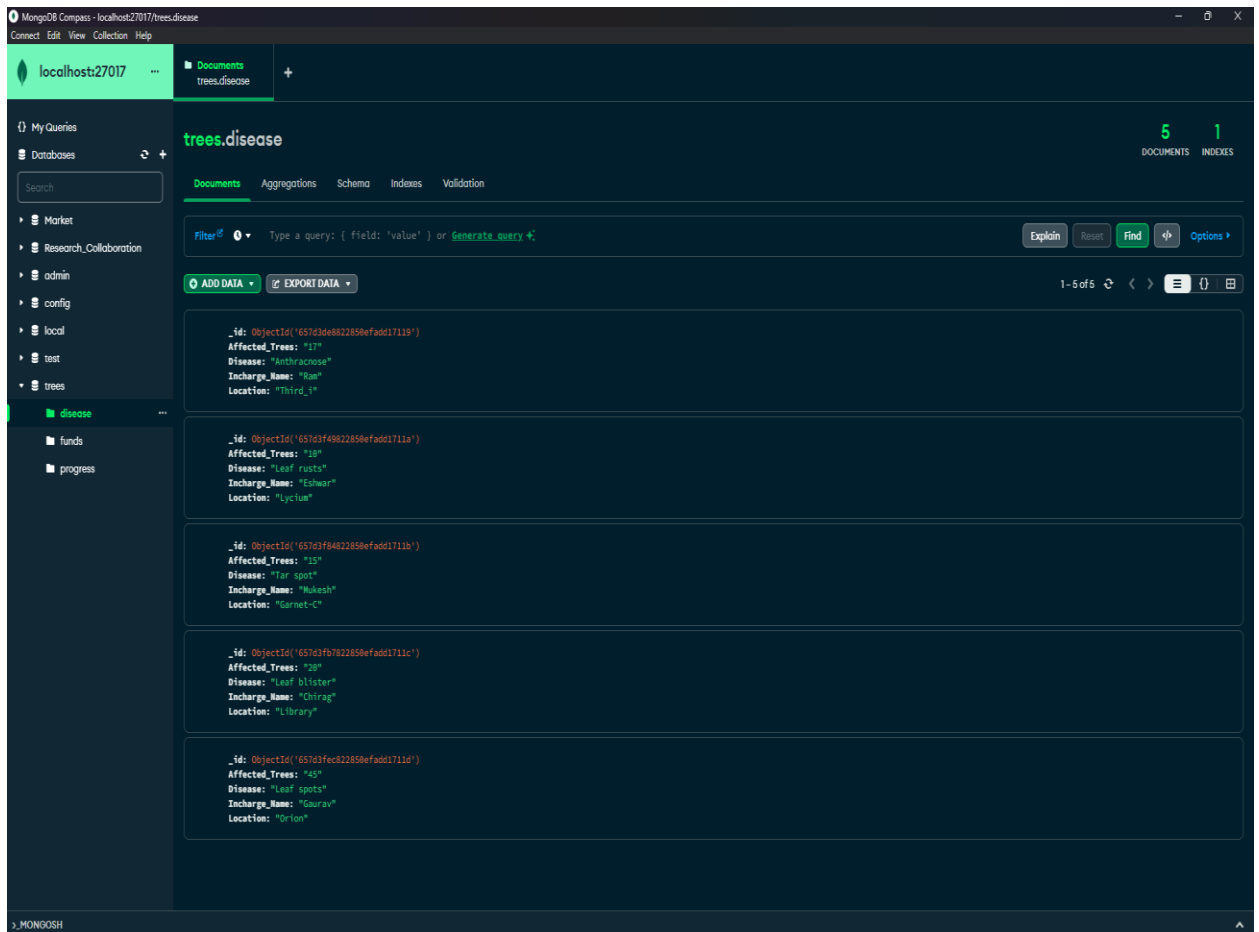 MongoDB Compass - localhost:27017/trees.disease
Connect Edit View Collection Help
localhost:27017 ...
Documents
trees.disease
+
{} My Queries
Databases
Search
Market
Research_Collaboration
admin
config
local
test
trees
disease ...
funds
progress
trees.disease
5
DOCUMENTS
1
INDEXES
Documents Aggregations Schema Indexes Validation
Filter Type a query: { field: 'value' } or Generate query Explain Reset Find </> Options
ADD DATA EXPORT DATA 1-5 of 5 {}
_id: ObjectId('657d3de8822850efadd17119')
Affected_Trees: "17"
Disease: "Anthracnose"
Incharge_Name: "Ram"
Location: "Third_i"
_id: ObjectId('657d3f49822850efadd1711a')
Affected_Trees: "10"
Disease: "Leaf rusts"
Incharge_Name: "Eshwar"
Location: "Lycium"
_id: ObjectId('657d3f84822850efadd1711b')
Affected_Trees: "15"
Disease: "Tar spot"
Incharge_Name: "Mukesh"
Location: "Garnet-C"
_id: ObjectId('657d3fb7822850efadd1711c')
Affected_Trees: "20"
Disease: "Leaf blister"
Incharge_Name: "Chirag"
Location: "Library"
_id: ObjectId('657d3fec822850efadd1711d')
Affected_Trees: "45"
Disease: "Leaf spots"
Incharge_Name: "Gaurav"
Location: "Orion"
>_MONGOSH